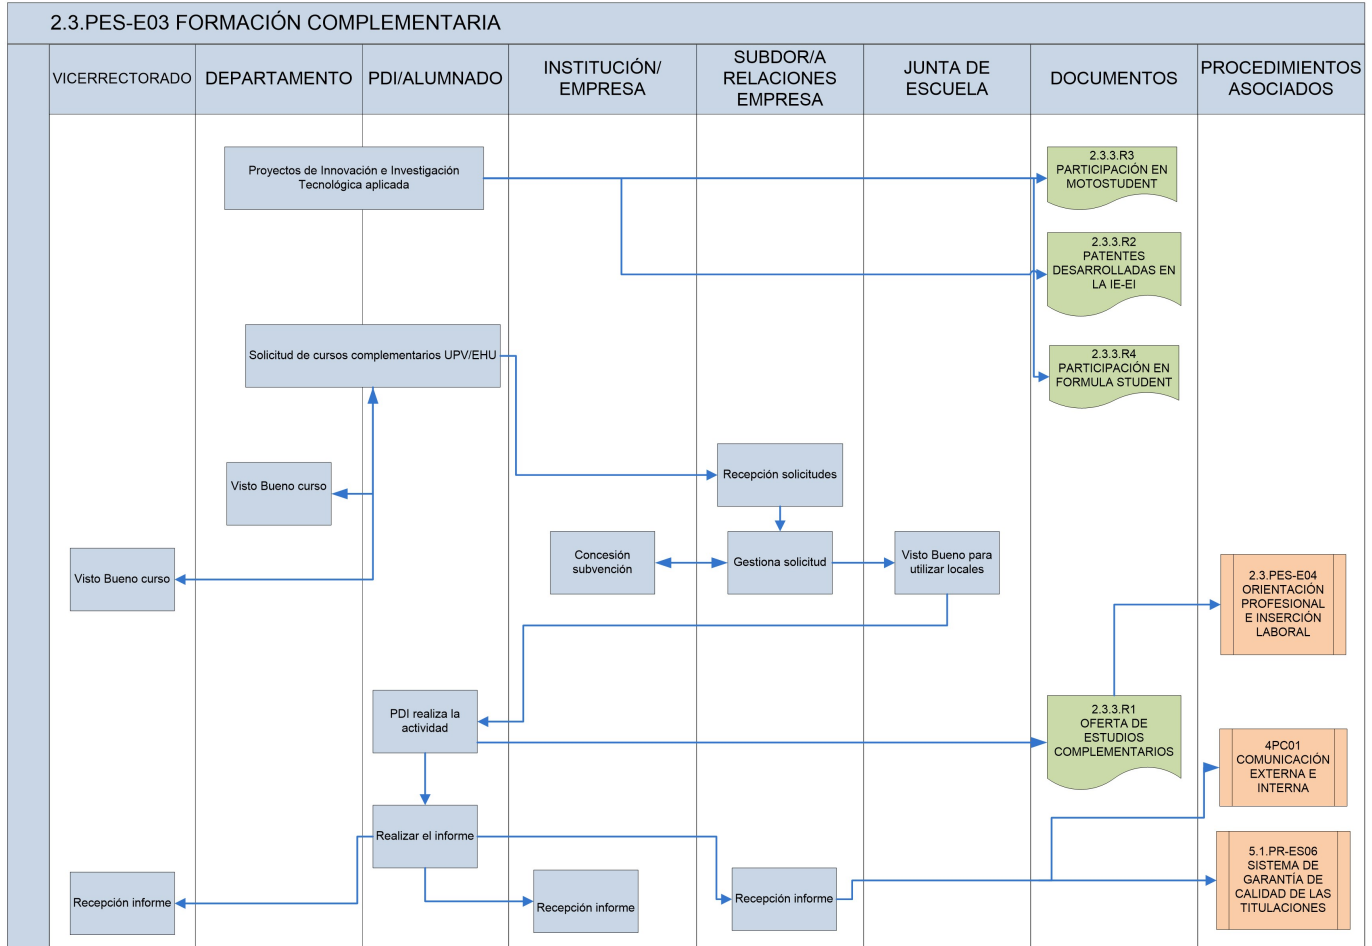 2.3.PES-E03 FORMACIÓN COMPLEMENTARIA
VICERRECTORADO
DEPARTAMENTO
PDI/ALUMNADO
INSTITUCIÓN/
EMPRESA
SUBDOR/A
RELACIONES
EMPRESA
JUNTA DE
ESCUELA
DOCUMENTOS
PROCEDIMIENTOS
ASOCIADOS
Proyectos de Innovación e Investigación
Tecnológica aplicada
2.3.3.R3
PARTICIPACIÓN EN
MOTOSTUDENT
2.3.3.R2
PATENTES
DESARROLLADAS EN
LA IE-EI
Solicitud de cursos complementarios UPV/EHU
2.3.3.R4
PARTICIPACIÓN EN
FORMULA STUDENT
Visto Bueno curso
Recepción solicitudes
Visto Bueno curso
Concesión
subvención
Gestiona solicitud
Visto Bueno para
utilizar locales
2.3.PES-E04
ORIENTACIÓN
PROFESIONAL
E INSERCIÓN
LABORAL
PDI realiza la
actividad
2.3.3.R1
OFERTA DE
ESTUDIOS
COMPLEMENTARIOS
4PC01
COMUNICACIÓN
EXTERNA E
INTERNA
Realizar el informe
Recepción informe
Recepción informe
Recepción informe
5.1.PR-ES06
SISTEMA DE
GARANTÍA DE
CALIDAD DE LAS
TITULACIONES